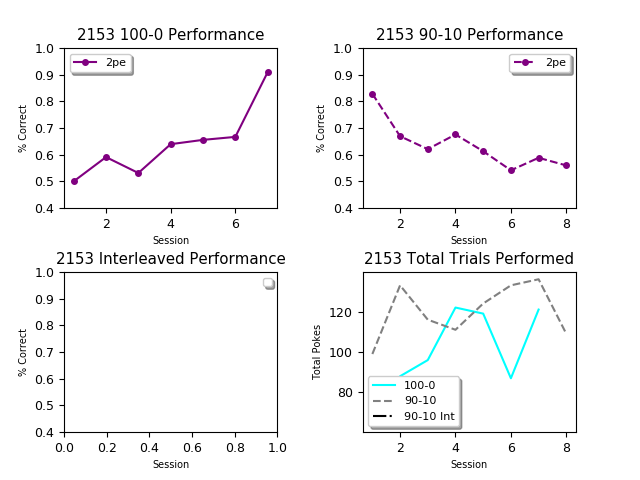 2153 100-0 Performance
2pe
% Correct
1.0
0.9
0.8
0.7
0.6
0.5
0.4
2 4 6
Session
2153 90-10 Performance
2pe
% Correct
1.0
0.9
0.8
0.7
0.6
0.5
0.4
2 4 6 8
Session
2153 Interleaved Performance
% Correct
1.0
0.9
0.8
0.7
0.6
0.5
0.4
0.0 0.2 0.4 0.6 0.8 1.0
Session
2153 Total Trials Performed
Total Pokes
120
100
80
100-0
90-10
90-10 Int
2 4 6 8
Session